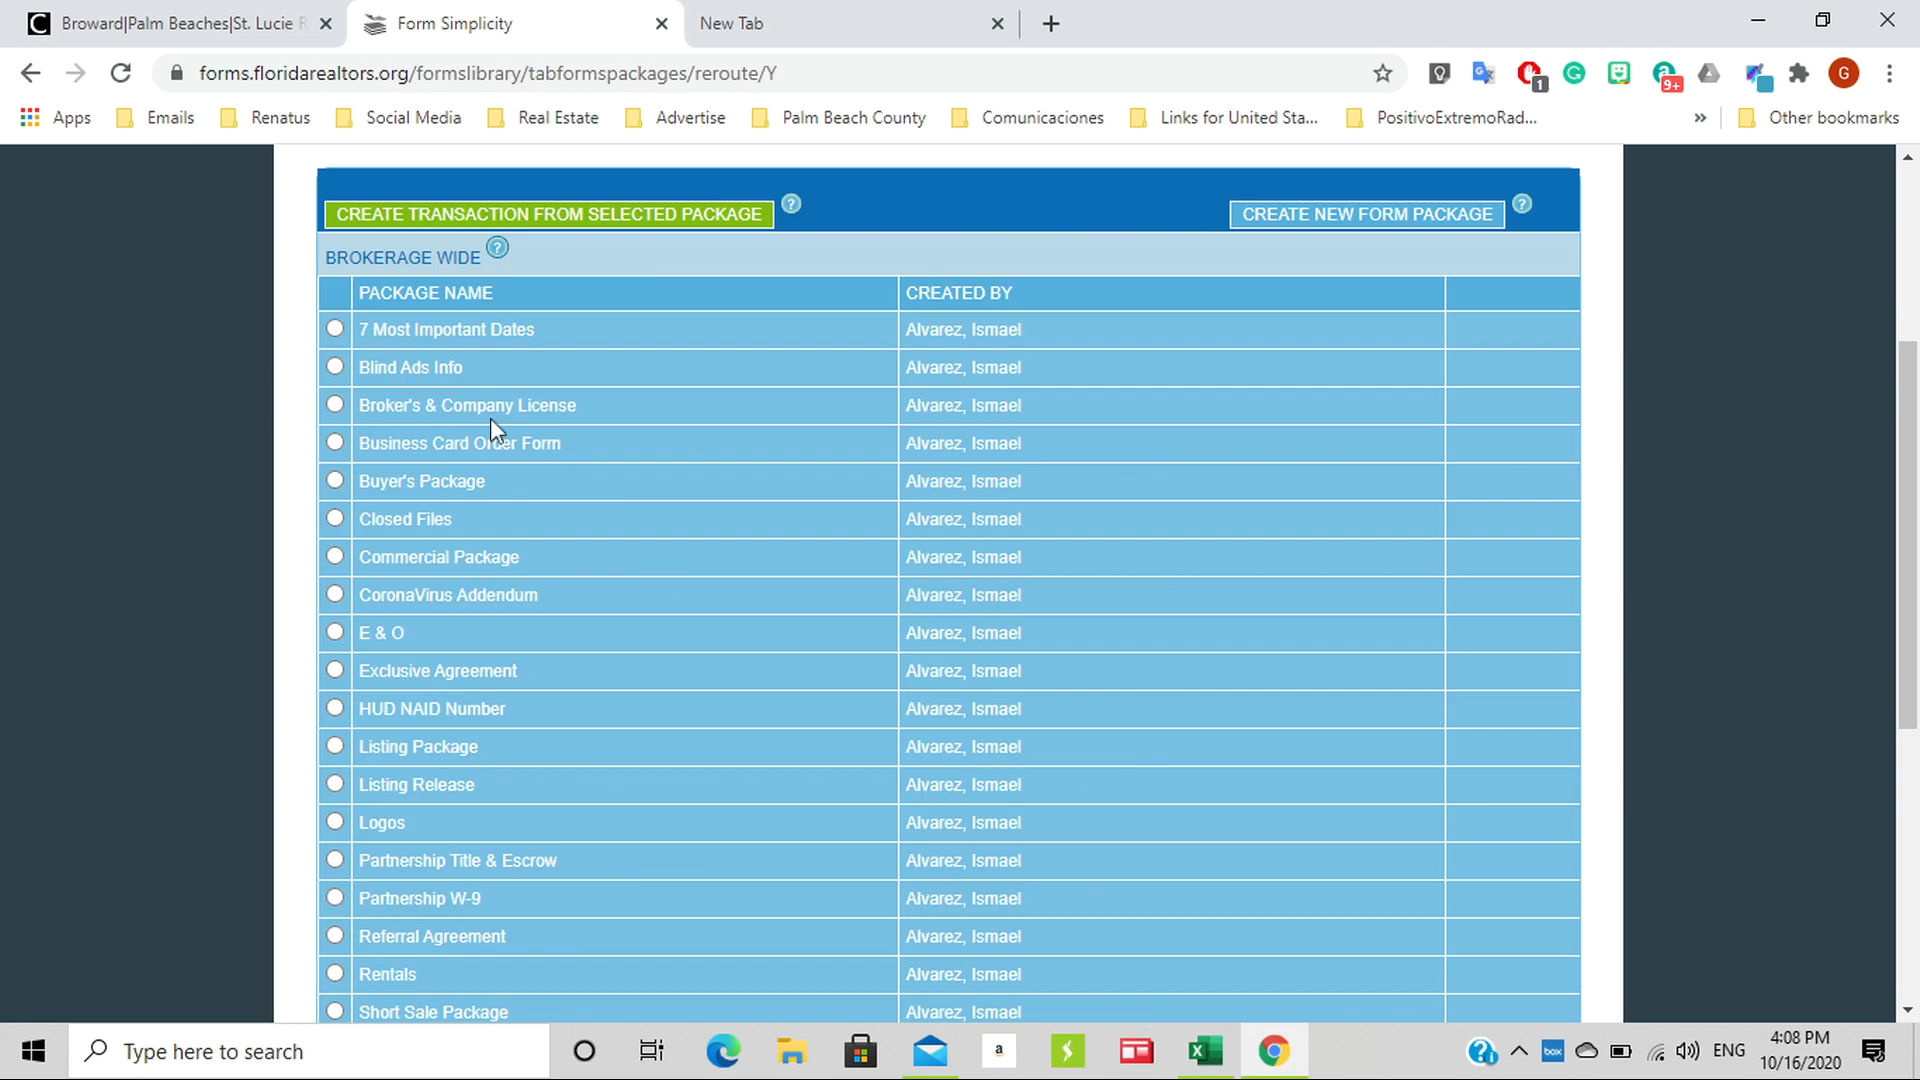 Broward|Palm Beaches|St. Lucie R
Form Simplicity
New Tab
forms.floridarealtors.org/formslibrary/tabformspackages/reroute/Y
1
9+
G
Apps
Emails
Renatus
Social Media
Real Estate
Advertise
Palm Beach County
Comunicaciones
Links for United Sta...
PositivoExtremoRad...
»
Other bookmarks
CREATE TRANSACTION FROM SELECTED PACKAGE ?
CREATE NEW FORM PACKAGE ?
BROKERAGE WIDE ?
PACKAGE NAME CREATED BY
7 Most Important Dates Alvarez, Ismael
Blind Ads Info Alvarez, Ismael
Broker's & Company License Alvarez, Ismael
Business Card Order Form Alvarez, Ismael
Buyer's Package Alvarez, Ismael
Closed Files Alvarez, Ismael
Commercial Package Alvarez, Ismael
CoronaVirus Addendum Alvarez, Ismael
E & O Alvarez, Ismael
Exclusive Agreement Alvarez, Ismael
HUD NAID Number Alvarez, Ismael
Listing Package Alvarez, Ismael
Listing Release Alvarez, Ismael
Logos Alvarez, Ismael
Partnership Title & Escrow Alvarez, Ismael
Partnership W-9 Alvarez, Ismael
Referral Agreement Alvarez, Ismael
Rentals Alvarez, Ismael
Short Sale Package Alvarez, Ismael
Type here to search
a
box
ENG
4:08 PM
10/16/2020